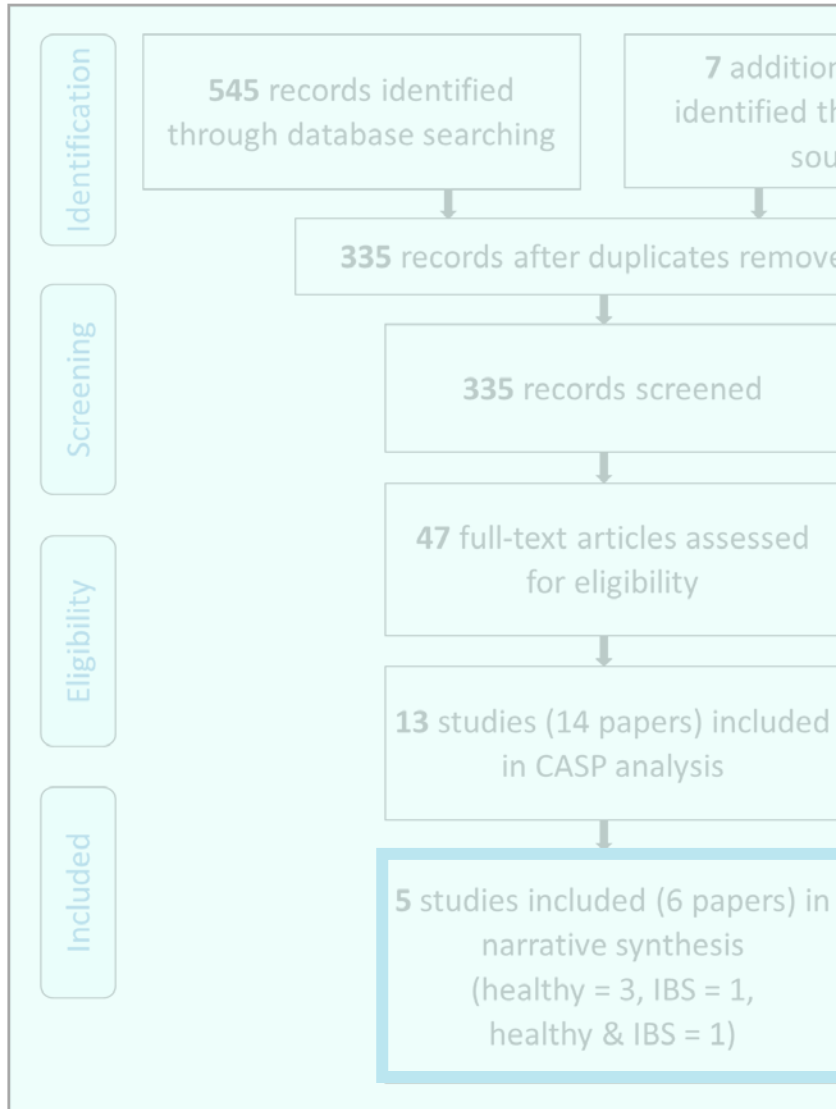 Identification
545 records identified
through database searching
7 addition
identified th
sou
335 records after duplicates remove
Screening
335 records screened
Eligibility
47 full-text articles assessed
for eligibility
13 studies (14 papers) included
in CASP analysis
Included
5 studies included (6 papers) in
narrative synthesis
(healthy = 3, IBS = 1,
healthy & IBS = 1)